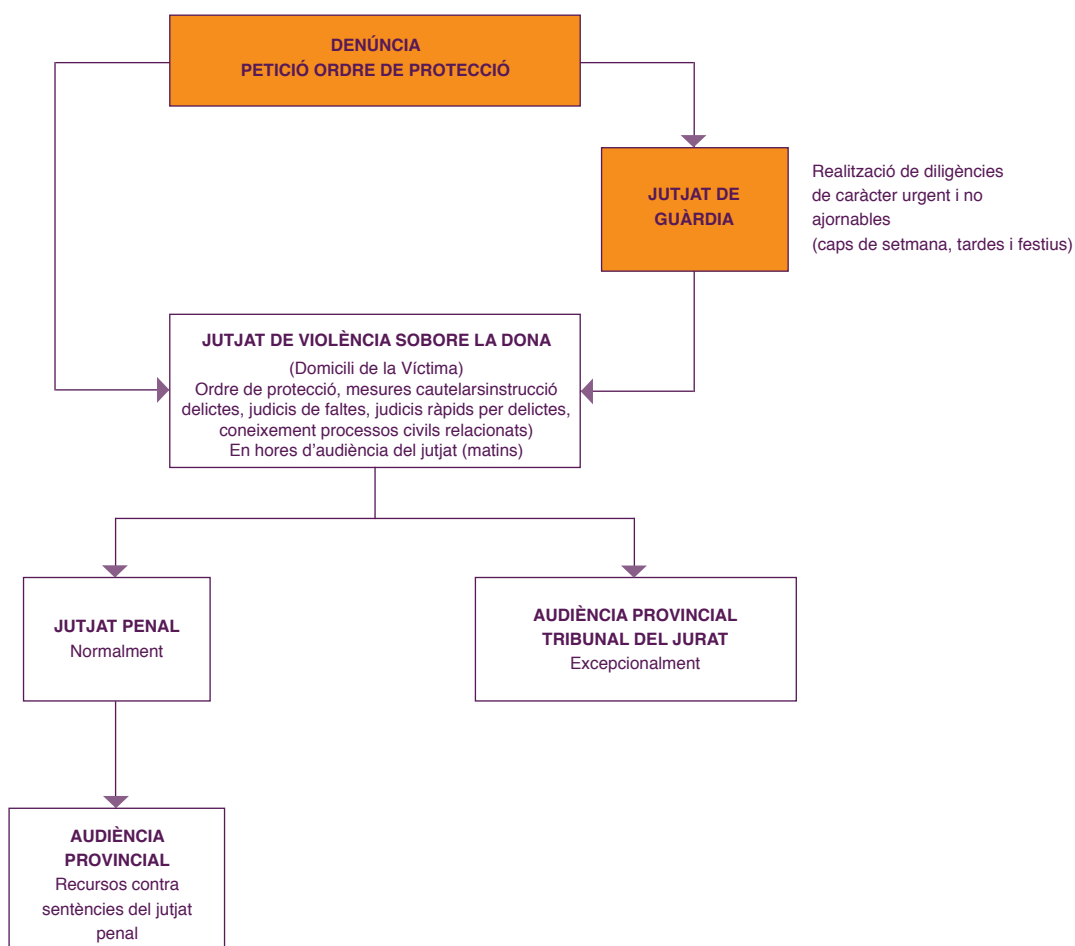 DENÚNCIA
PETICIÓ ORDRE DE PROTECCIÓ
JUTJAT DE
GUÀRDIA
Realització de diligències
de caràcter urgent i no
ajornables
(caps de setmana, tardes i festius)
JUTJAT DE VIOLÈNCIA SOBORE LA DONA
(Domicili de la Víctima)
Ordre de protecció, mesures cautelarsinstrucció
delictes, judicis de faltes, judicis ràpids per delictes,
coneixement processos civils relacionats)
En hores d’audiència del jutjat (matins)
JUTJAT PENAL
Normalment
AUDIÈNCIA PROVINCIAL
TRIBUNAL DEL JURAT
Excepcionalment
AUDIÈNCIA
PROVINCIAL
Recursos contra
sentències del jutjat
penal